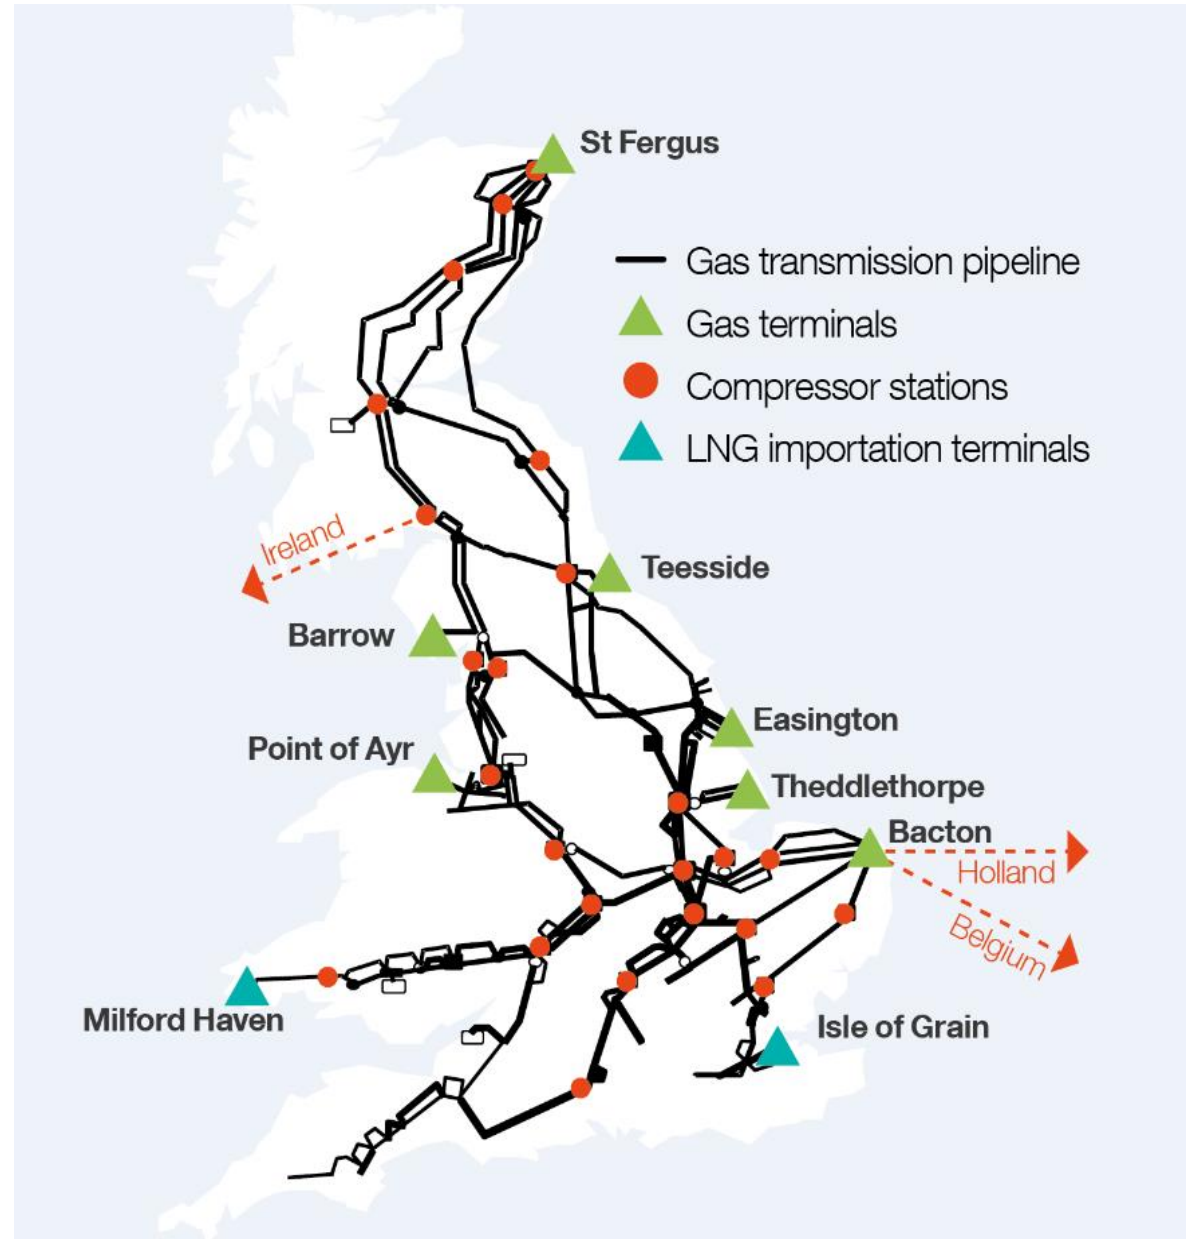 St Fergus
Gas transmission pipeline
Gas terminals
Compressor stations
LNG importation terminals
Ireland
Teesside
Barrow
Easington
Point of Ayr
Theddlethorpe
Bacton
Holland
Belgium
Milford Haven
Isle of Grain